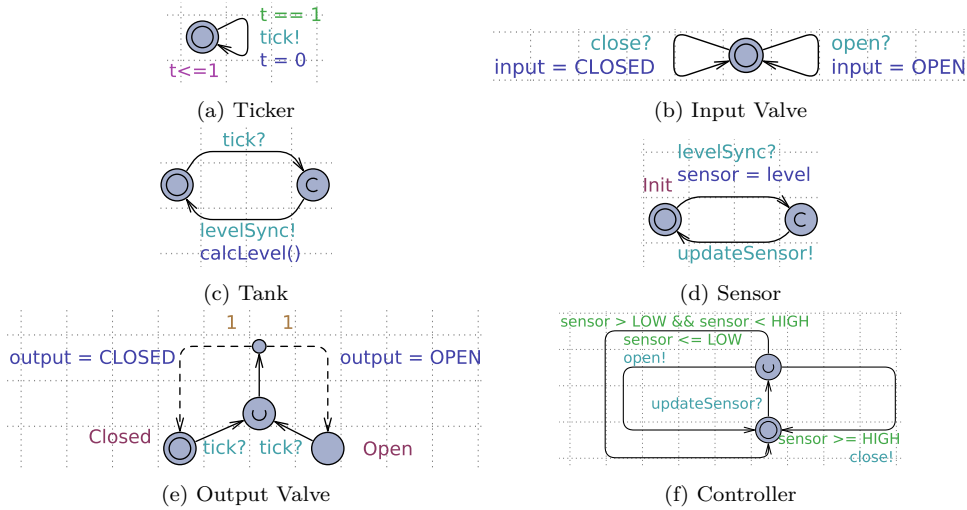 t == 1
tick!
t = 0
t<=1
(a) Ticker
close?
input = CLOSED
open?
input = OPEN
(b) Input Valve
tick?
C
levelSync!
calcLevel()
(c) Tank
levelSync?
sensor = level
Init
C
updateSensor!
(d) Sensor
1 1
output = CLOSED
output = OPEN
U
Closed
tick? tick?
Open
(e) Output Valve
sensor > LOW && sensor < HIGH
sensor <= LOW
open!
U
updateSensor?
sensor >= HIGH
close!
(f) Controller